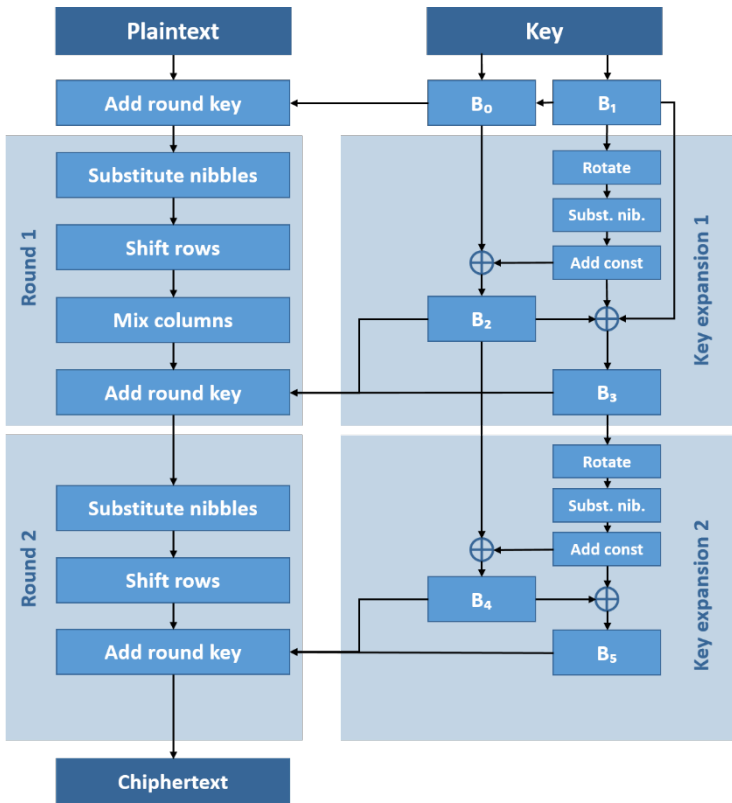 Plaintext
Key
Add round key
B₀
B₁
Round 1
Substitute nibbles
Shift rows
Mix columns
Add round key
Key expansion 1
Rotate
Subst. nib.
Add const
B₂
B₃
Round 2
Substitute nibbles
Shift rows
Add round key
Key expansion 2
Rotate
Subst. nib.
Add const
B₄
B₅
Chiphertext